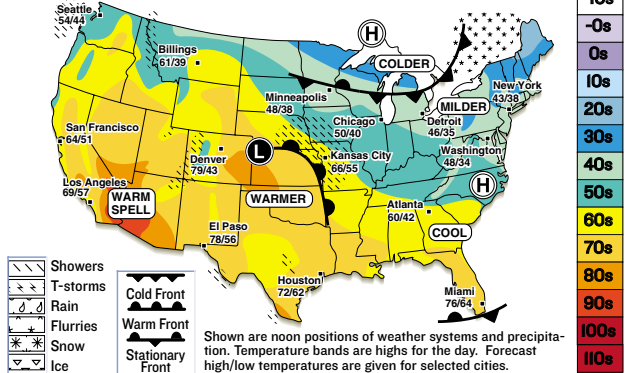 Seattle
54/44
Billings
61/39
Minneapolis
48/38
H
COLDER
New York
43/38
MILDER
Detroit
46/35
Chicago
50/40
Washington
48/34
San Francisco
64/51
Denver
79/43
L
Kansas City
66/55
H
Los Angeles
69/57
WARM
SPELL
WARMER
Atlanta
60/42
COOL
El Paso
78/56
Houston
72/62
Miami
76/64
Showers
T-storms
Rain
Flurries
Snow
Ice
Cold Front
Warm Front
Stationary
Front
Shown are noon positions of weather systems and precipita-
tion. Temperature bands are highs for the day. Forecast
high/low temperatures are given for selected cities.
-0s
0s
10s
20s
30s
40s
50s
60s
70s
80s
90s
100s
110s